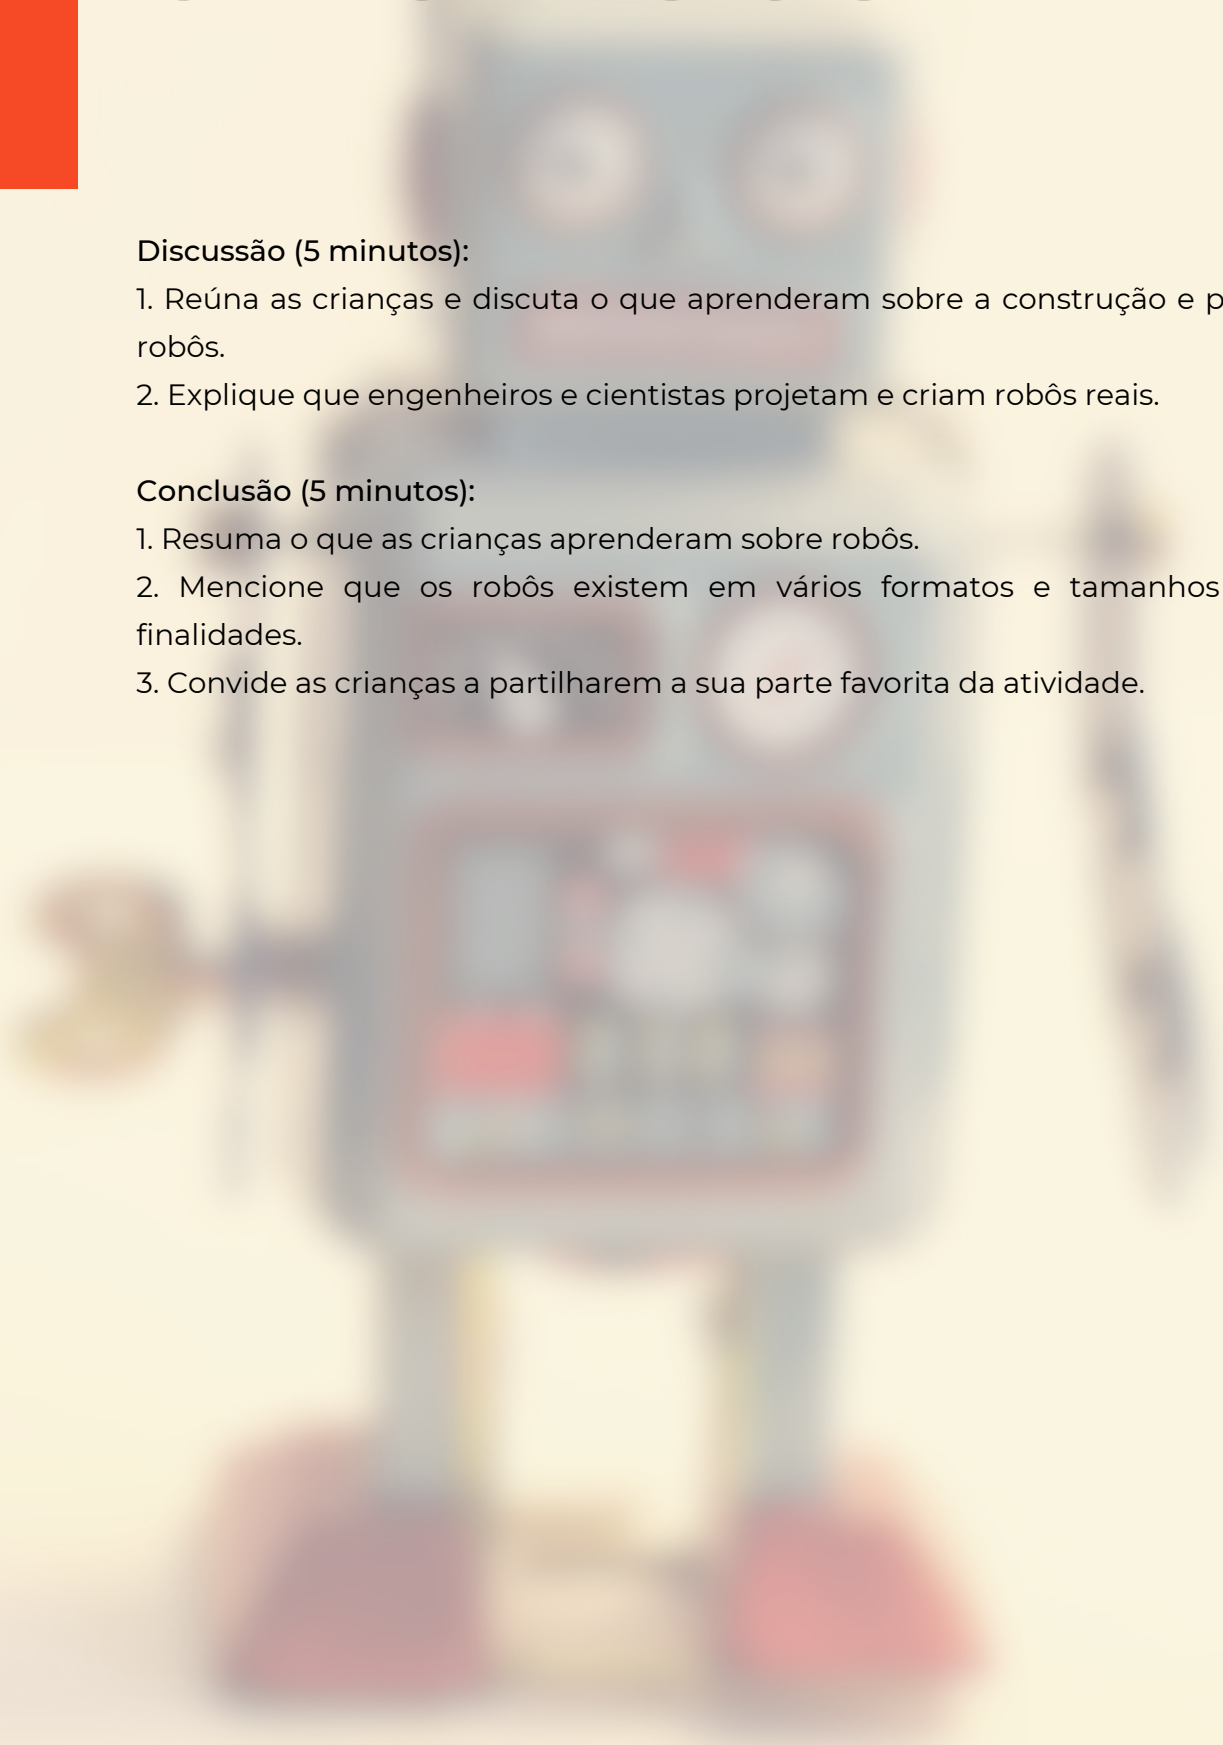 Discussão (5 minutos):
1. Reúna as crianças e discuta o que aprenderam sobre a construção e
robôs.
2. Explique que engenheiros e cientistas projetam e criam robôs reais.
Conclusão (5 minutos):
1. Resuma o que as crianças aprenderam sobre robôs.
2. Mencione que os robôs existem em vários formatos e tamanhos
finalidades.
3. Convide as crianças a partilharem a sua parte favorita da atividade.